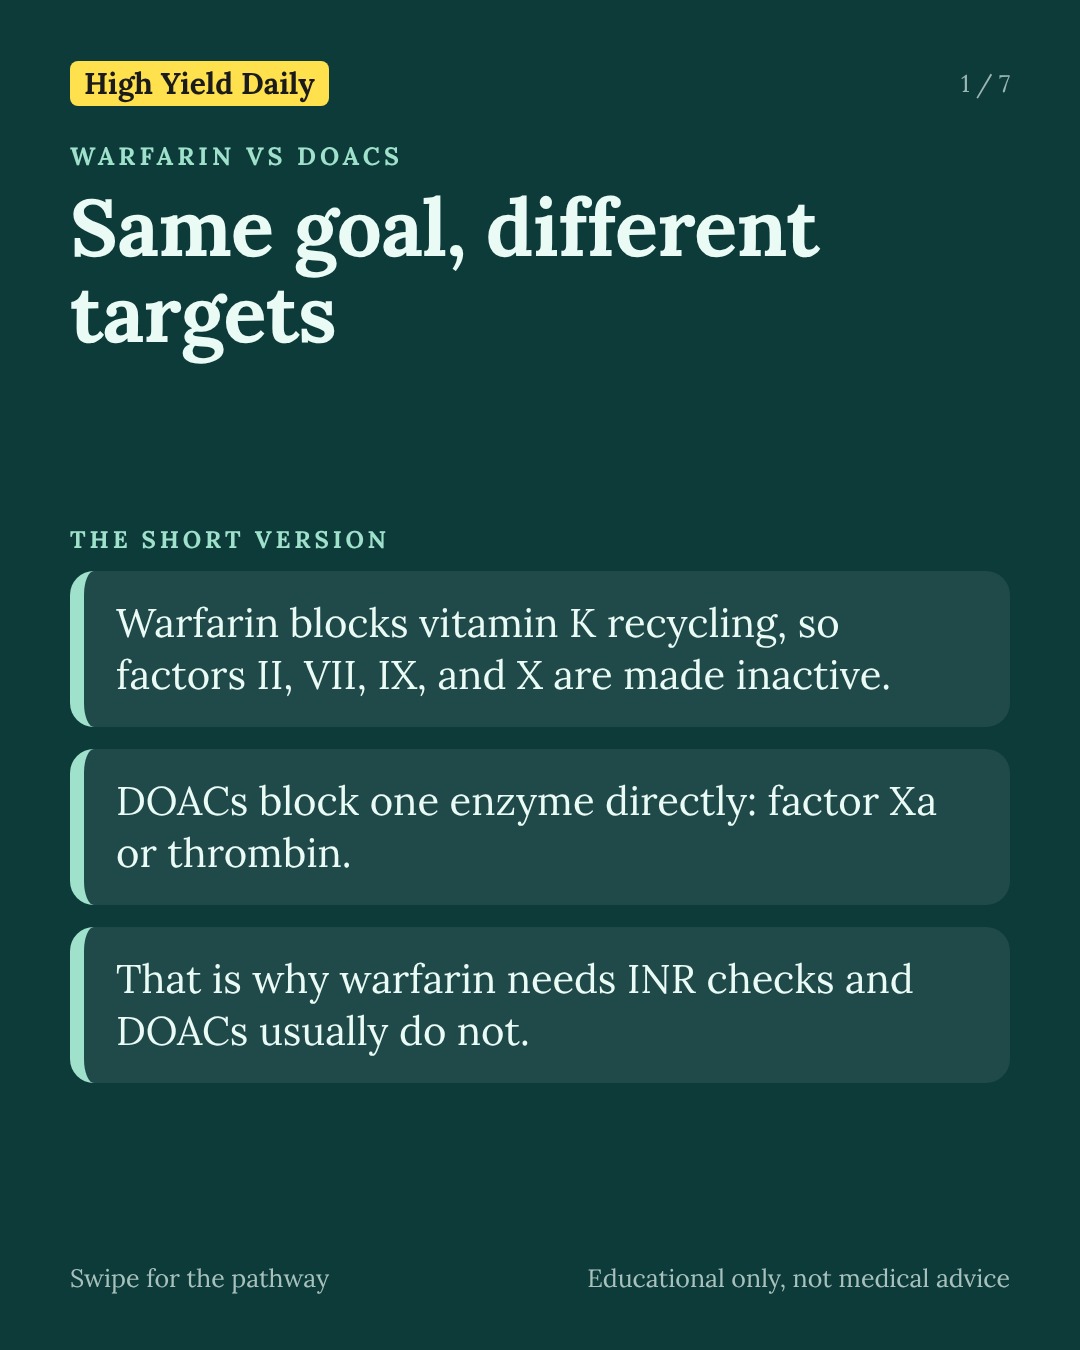 High Yield Daily
1 / 7
WARFARIN VS DOACS
Same goal, different
targets
THE SHORT VERSION
Warfarin blocks vitamin K recycling, so
factors II, VII, IX, and X are made inactive.
DOACs block one enzyme directly: factor Xa
or thrombin.
That is why warfarin needs INR checks and
DOACs usually do not.
Swipe for the pathway
Educational only, not medical advice